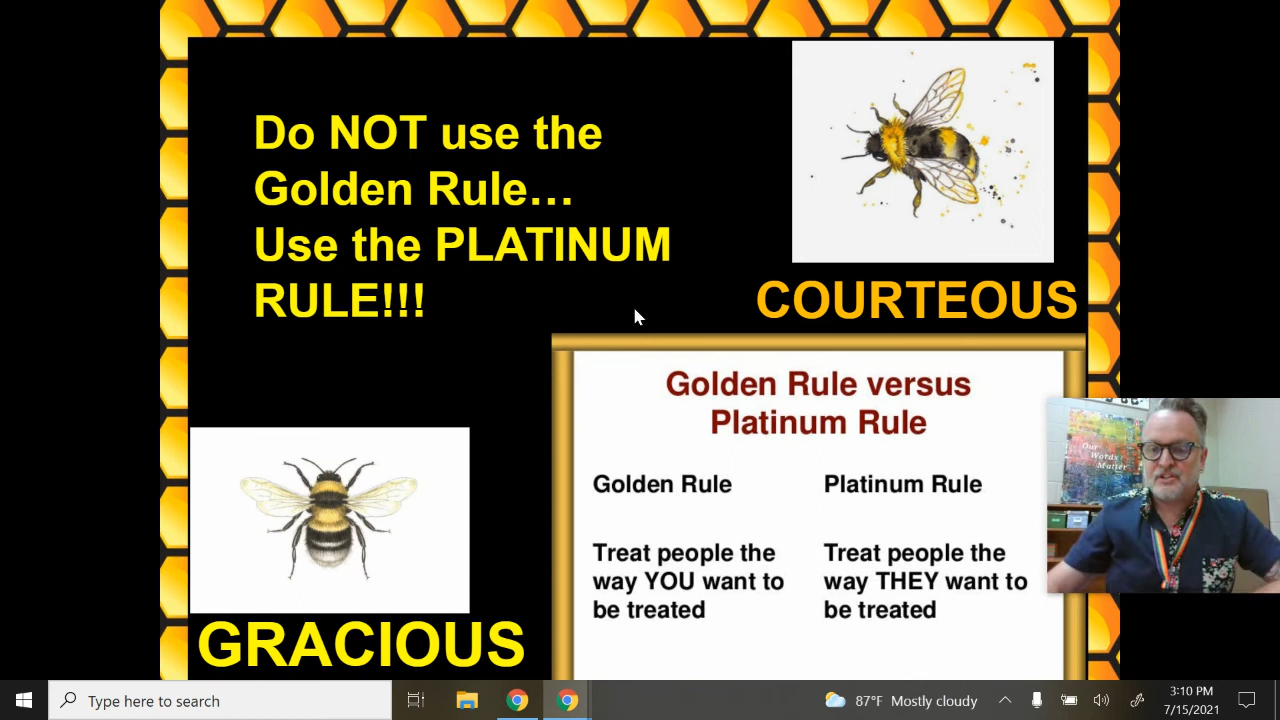 Do NOT use the
Golden Rule…
Use the PLATINUM
RULE!!!
COURTEOUS
Golden Rule versus
Platinum Rule
Golden Rule
Platinum Rule
Treat people the
way YOU want to
be treated
Treat people the
way THEY want to
be treated
GRACIOUS
Our
Words
Matter
Type here to search
87°F Mostly cloudy
3:10 PM
7/15/2021